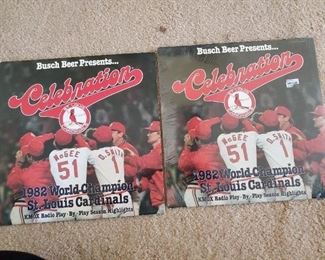 Busch Beer Presents...
Celebration
McGEE
51
O.SMITH
1
1982 World Champion
St. Louis Cardinals
KMOX Radio Play-By-Play Season Highlights
Busch Beer Presents...
Celebration
McGEE
51
O.SMITH
1
1982 World Champion
St. Louis Cardinals
KMOX Radio Play-By-Play Season Highlights